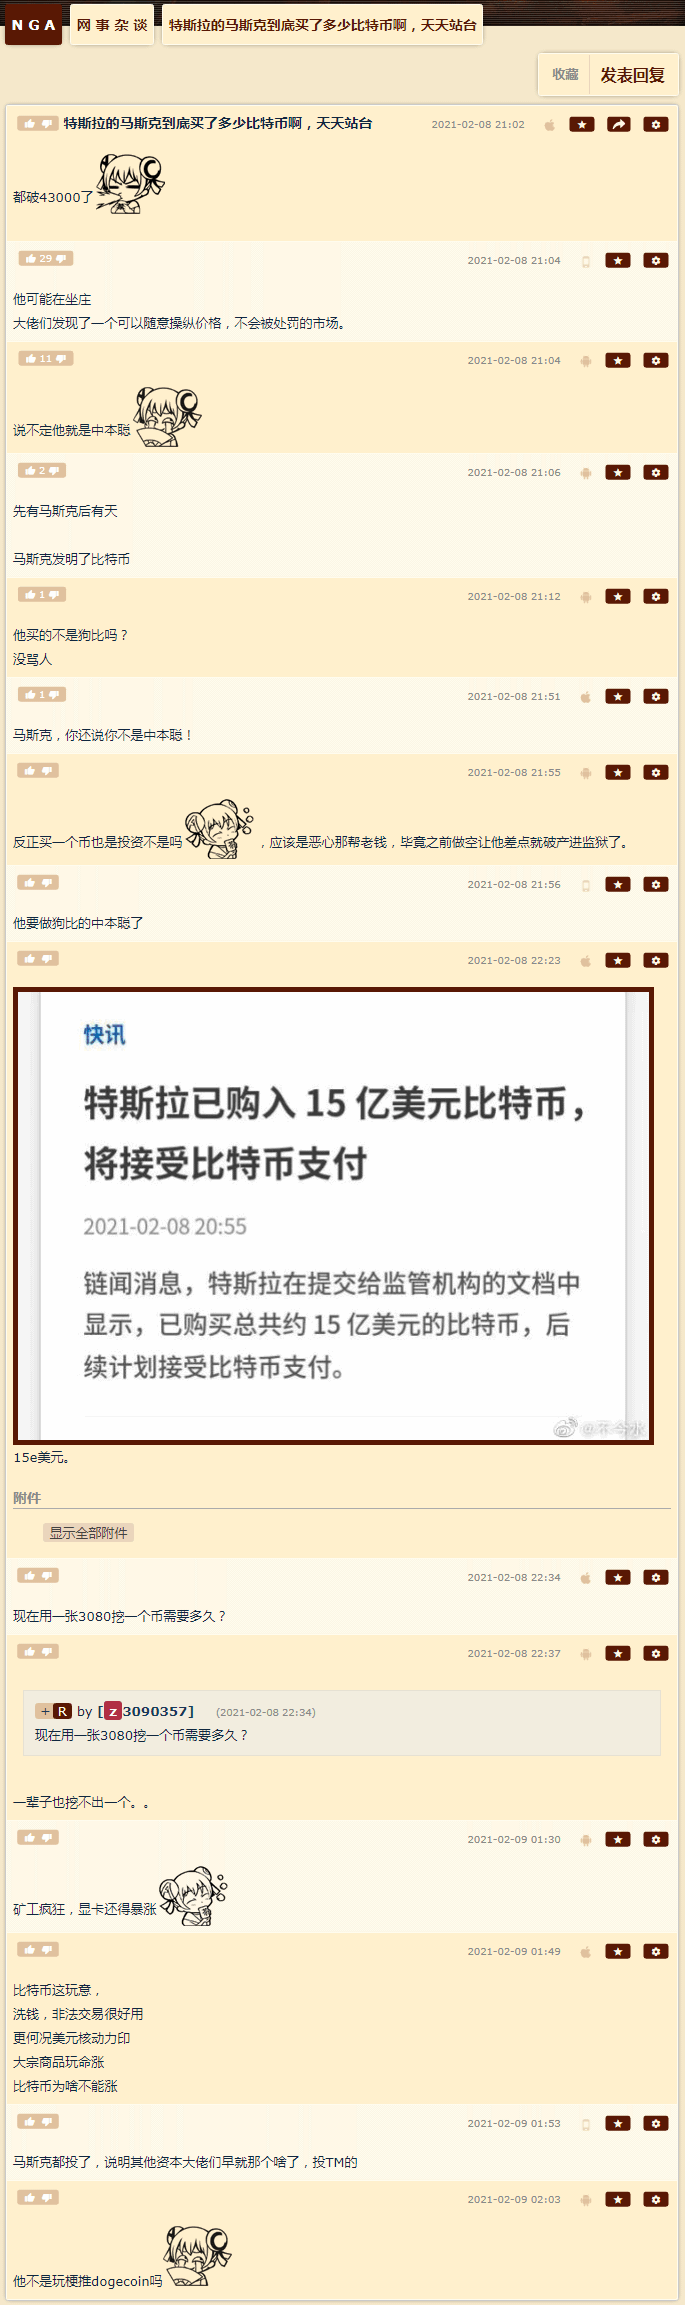 NGA
网事杂谈
特斯拉的马斯克到底买了多少比特币啊，天天站台
收藏
发表回复
特斯拉的马斯克到底买了多少比特币啊，天天站台
2021-02-08 21:02
都破43000了
29
2021-02-08 21:04
他可能在坐庄
大佬们发现了一个可以随意操纵价格，不会被处罚的市场。
11
2021-02-08 21:04
说不定他就是中本聪
2
2021-02-08 21:06
先有马斯克后有天
马斯克发明了比特币
1
2021-02-08 21:12
他买的不是狗比吗？
没骂人
1
2021-02-08 21:51
马斯克，你还说你不是中本聪！
2021-02-08 21:55
反正买一个币也是投资不是吗 ，应该是恶心那帮老钱，毕竟之前做空让他差点就破产进监狱了。
2021-02-08 21:56
他要做狗比的中本聪了
2021-02-08 22:23
快讯
特斯拉已购入 15 亿美元比特币，
将接受比特币支付
2021-02-08 20:55
链闻消息，特斯拉在提交给监管机构的文档中
显示，已购买总共约 15 亿美元的比特币，后
续计划接受比特币支付。
@不今水
15e美元。
附件
显示全部附件
2021-02-08 22:34
现在用一张3080挖一个币需要多久？
2021-02-08 22:37
+ R by [z3090357] (2021-02-08 22:34)
现在用一张3080挖一个币需要多久？
一辈子也挖不出一个。。
2021-02-09 01:30
矿工疯狂，显卡还得暴涨
2021-02-09 01:49
比特币这玩意，
洗钱，非法交易很好用
更何况美元核动力印
大宗商品玩命涨
比特币为啥不能涨
2021-02-09 01:53
马斯克都投了，说明其他资本大佬们早就那个啥了，投TM的
2021-02-09 02:03
他不是玩梗推dogecoin吗